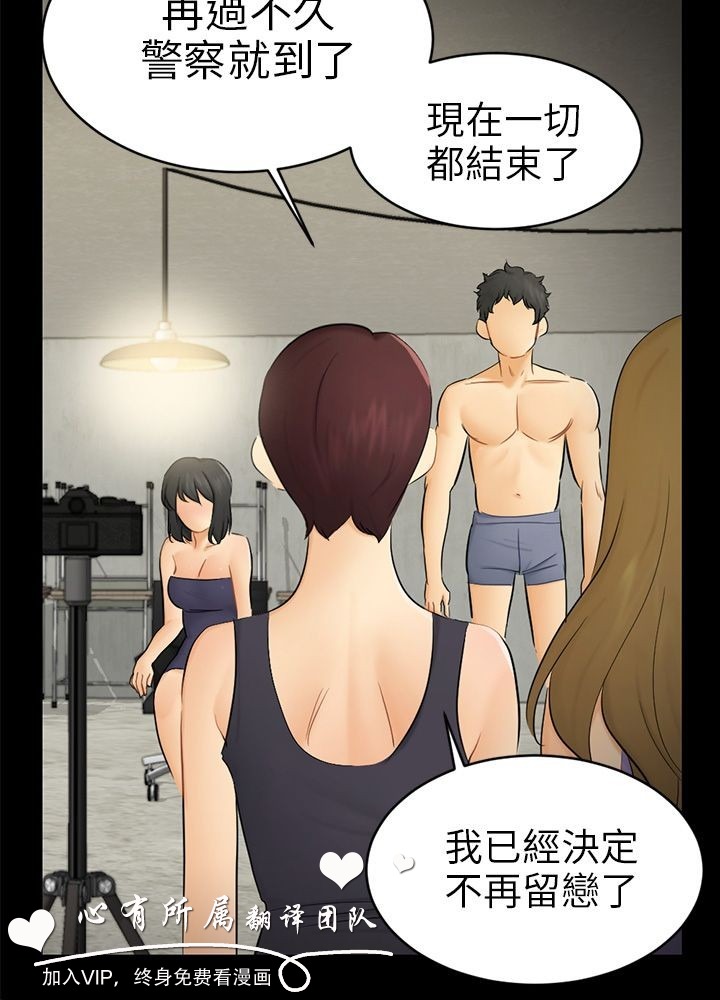 再過不久
警察就到了
現在一切
都結束了
我已經決定
不再留戀了
心有所属翻译团队
加入VIP，终身免费看漫画